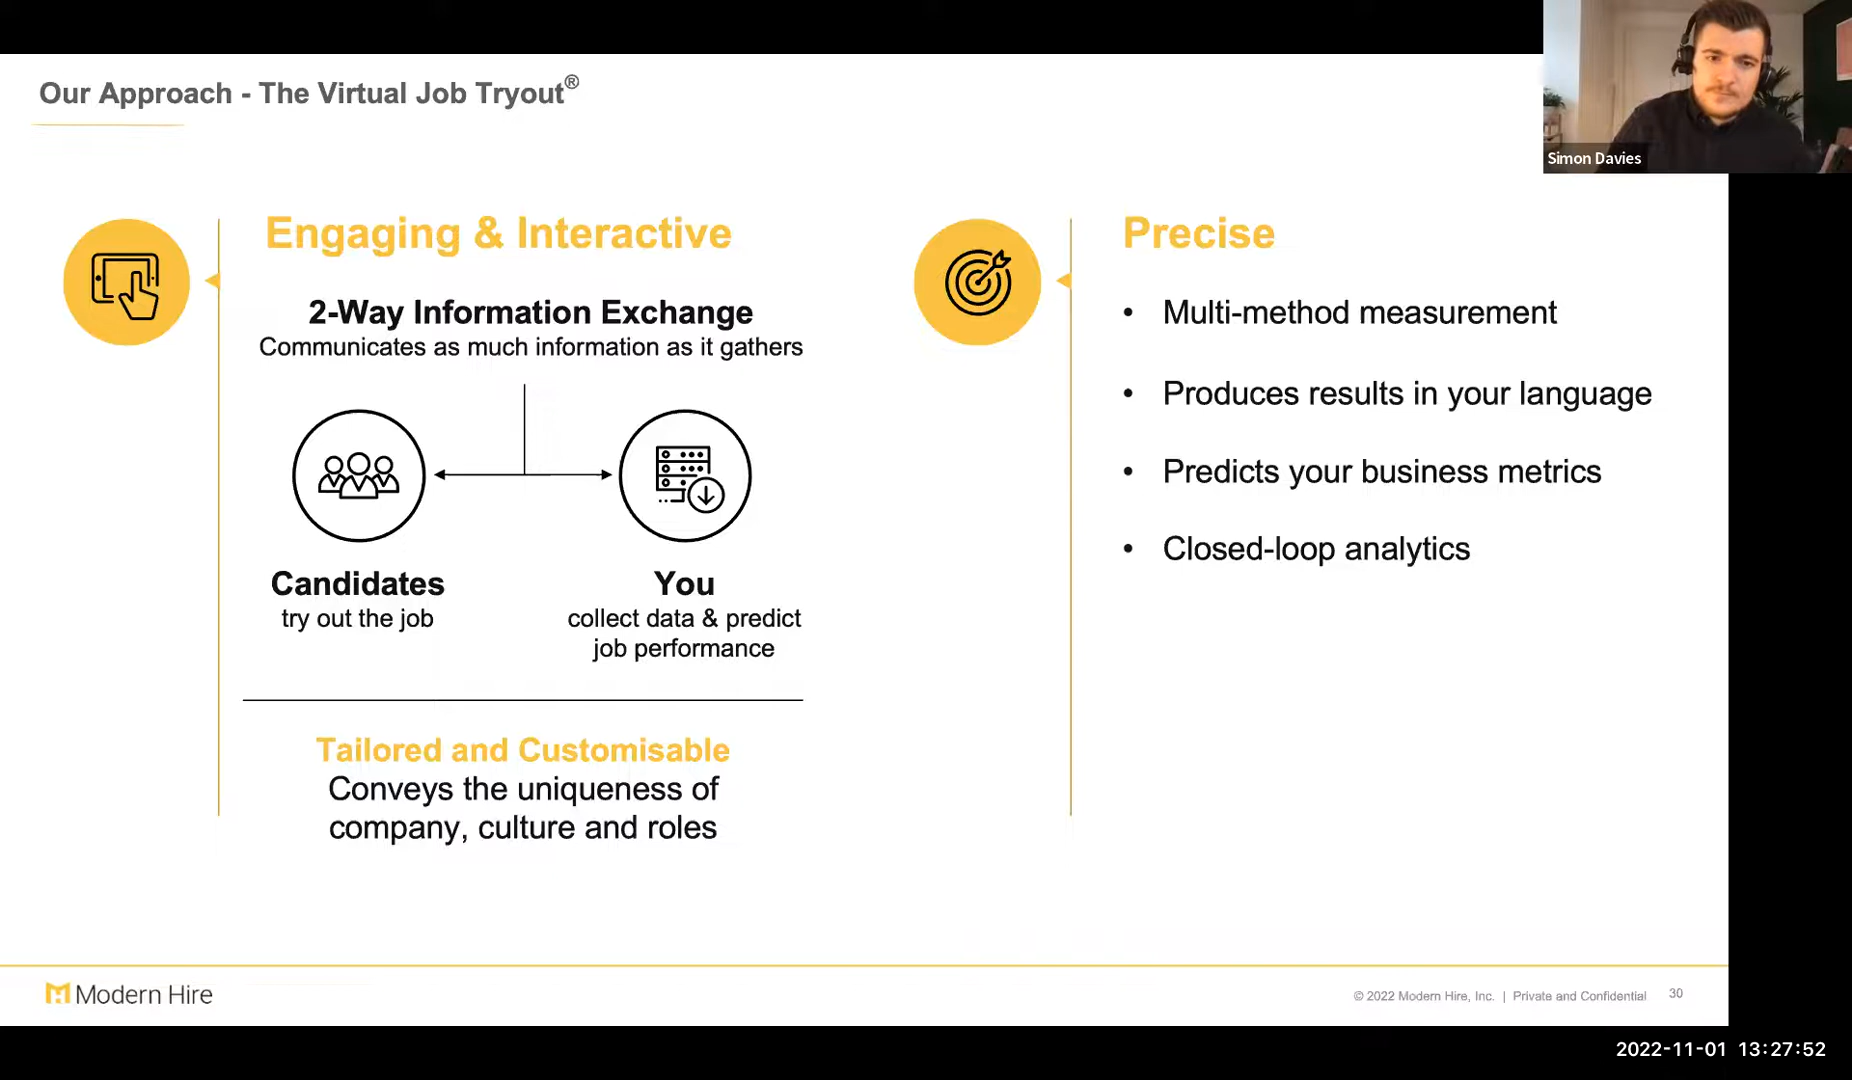 Our Approach - The Virtual Job Tryout®
Simon Davies
Engaging & Interactive
2-Way Information Exchange
Communicates as much information as it gathers
Candidates
try out the job
You
collect data & predict
job performance
Tailored and Customisable
Conveys the uniqueness of
company, culture and roles
Precise
• Multi-method measurement
• Produces results in your language
• Predicts your business metrics
• Closed-loop analytics
Modern Hire
© 2022 Modern Hire, Inc. | Private and Confidential 30
2022-11-01 13:27:52